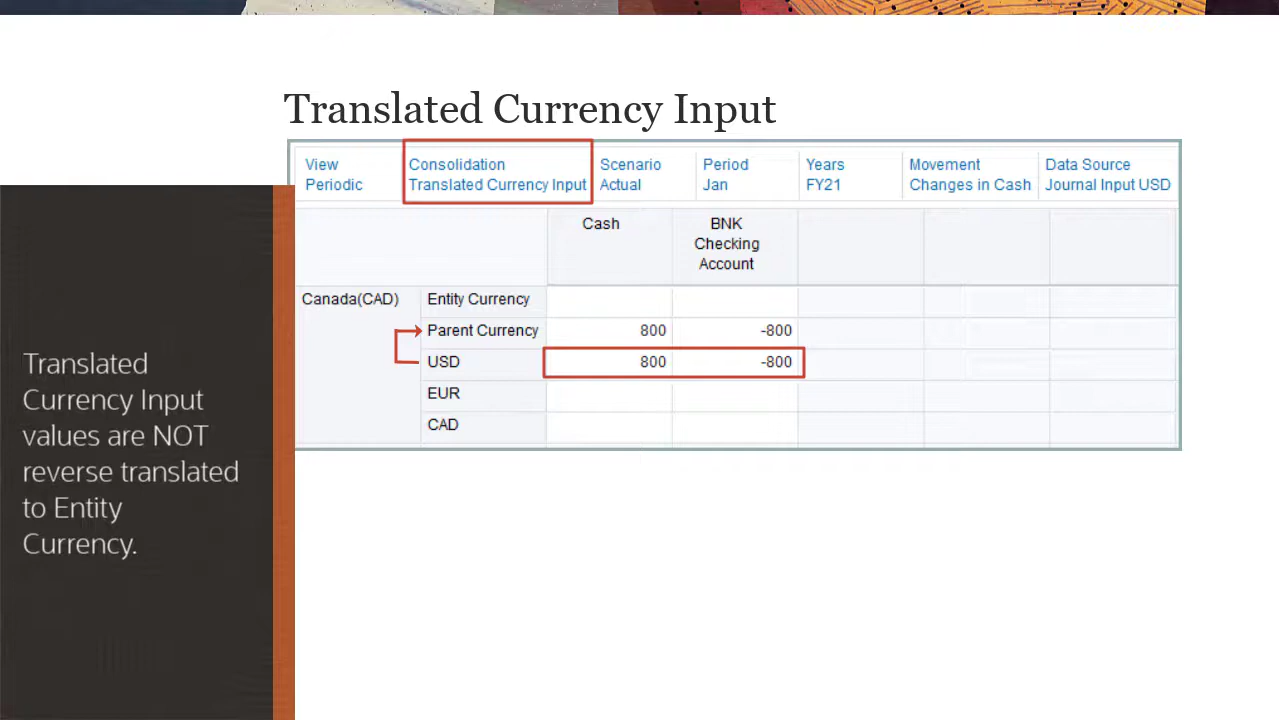 Translated Currency Input
View Consolidation Scenario Period Years Movement Data Source
Periodic Translated Currency Input Actual Jan FY21 Changes in Cash Journal Input USD
Cash BNK
Checking
Account
Canada(CAD) Entity Currency
Parent Currency 800 -800
USD 800 -800
EUR
CAD
Translated
Currency Input
values are NOT
reverse translated
to Entity
Currency.